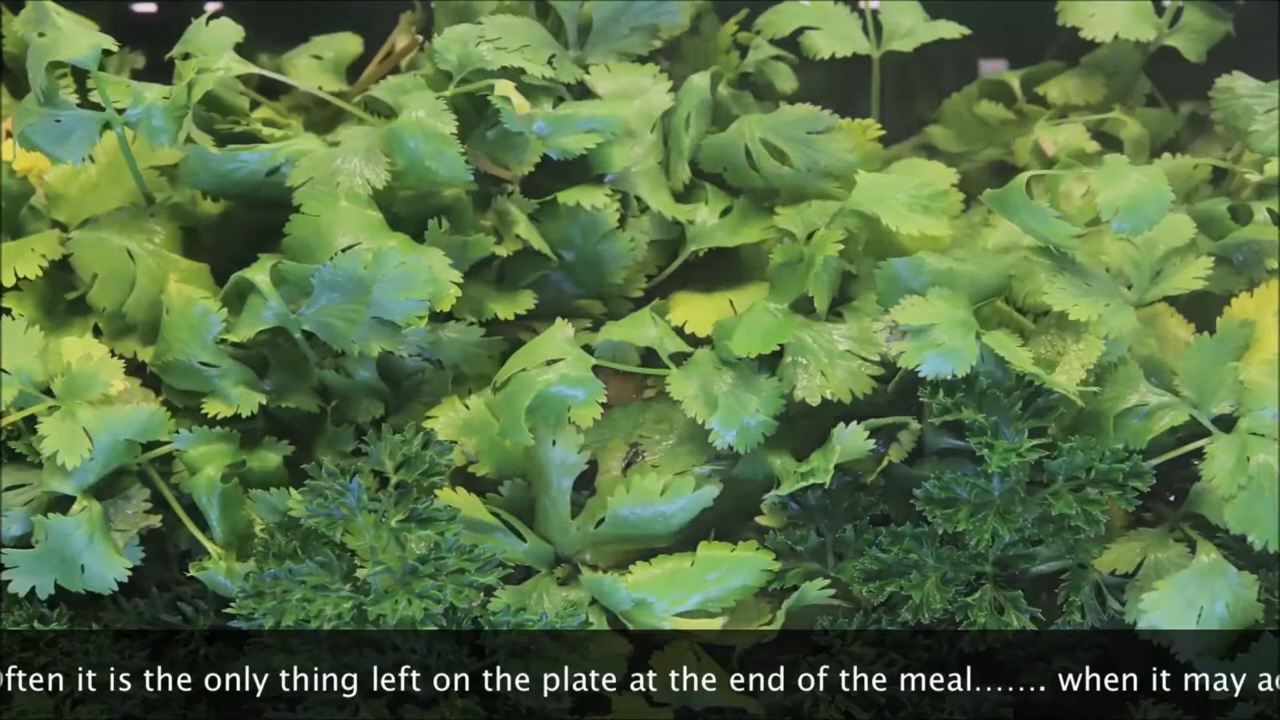 ften it is the only thing left on the plate at the end of the meal....... when it may a